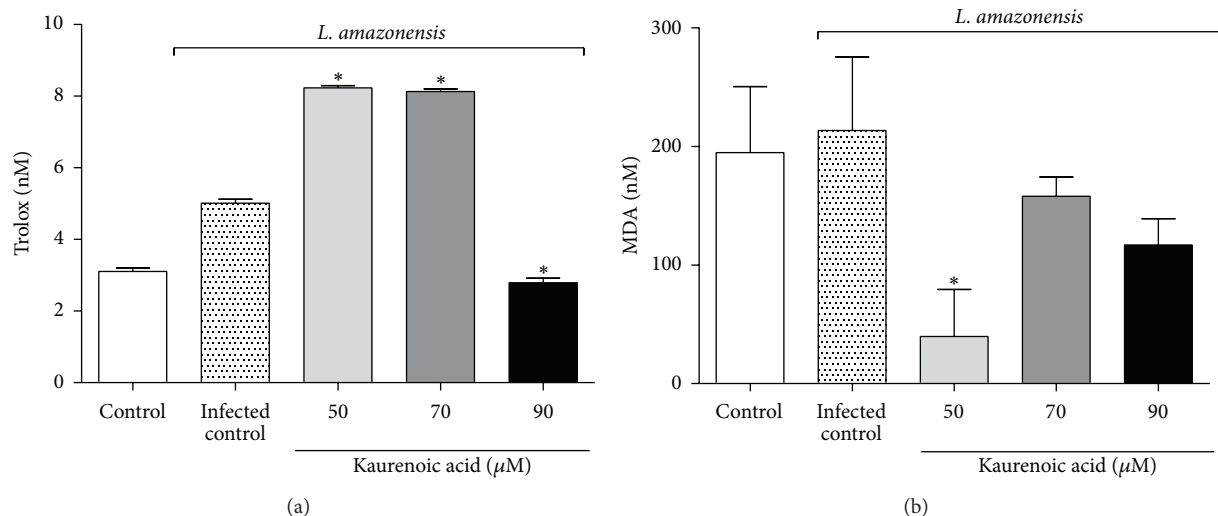 L. amazonensis
10
8
6
4
2
0
Trolox (nM)
*
*
*
Control
Infected
control
50
70
90
Kaurenoic acid (μM)
(a)
L. amazonensis
300
200
100
0
MDA (nM)
*
Control
Infected
control
50
70
90
Kaurenoic acid (μM)
(b)